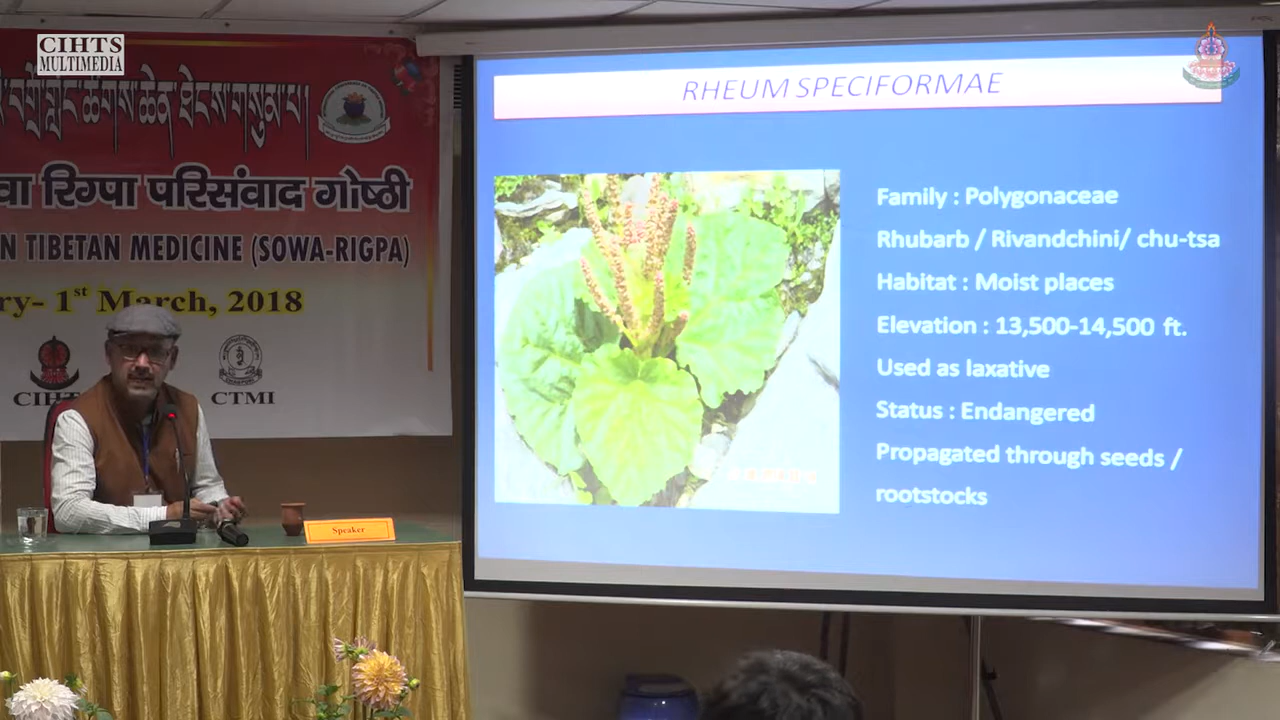 CIHTS
MULTIMEDIA
रिग्पा परिसंवाद गोष्ठी
N TIBETAN MEDICINE (SOWA-RIGPA)
ry- 1st March, 2018
CTMI
Speaker
RHEUM SPECIFORMAE
Family : Polygonaceae
Rhubarb / Rivandchini/ chu-tsa
Habitat : Moist places
Elevation : 13,500-14,500 ft.
Used as laxative
Status : Endangered
Propagated through seeds /
rootstocks